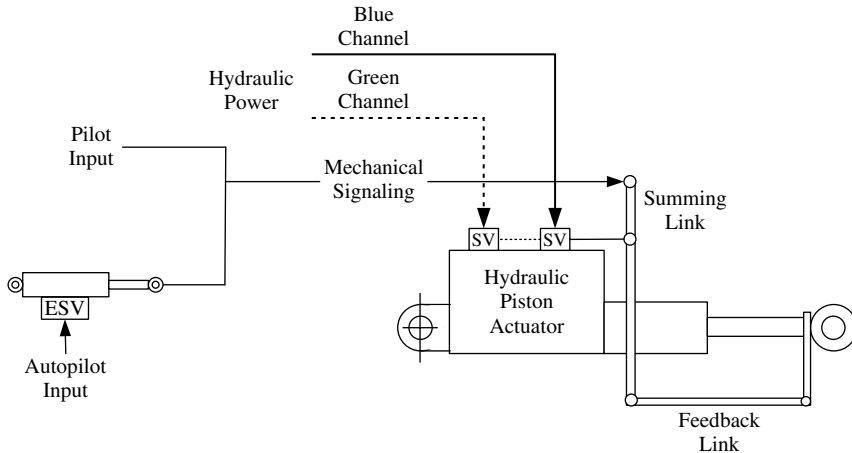 Blue
Channel
Hydraulic
Power
Green
Channel
Pilot
Input
Mechanical
Signaling
Summing
Link
SV
SV
Hydraulic
Piston
Actuator
ESV
Autopilot
Input
Feedback
Link